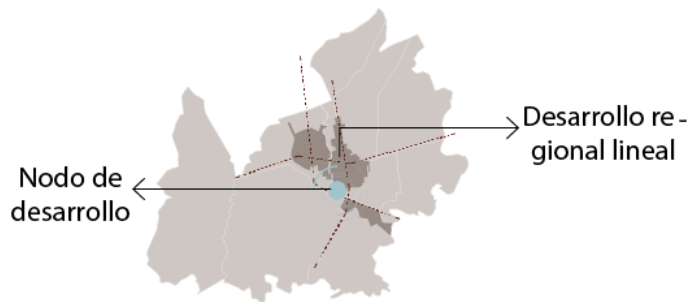 Desarrollo re-
gional lineal
Nodo de
desarrollo